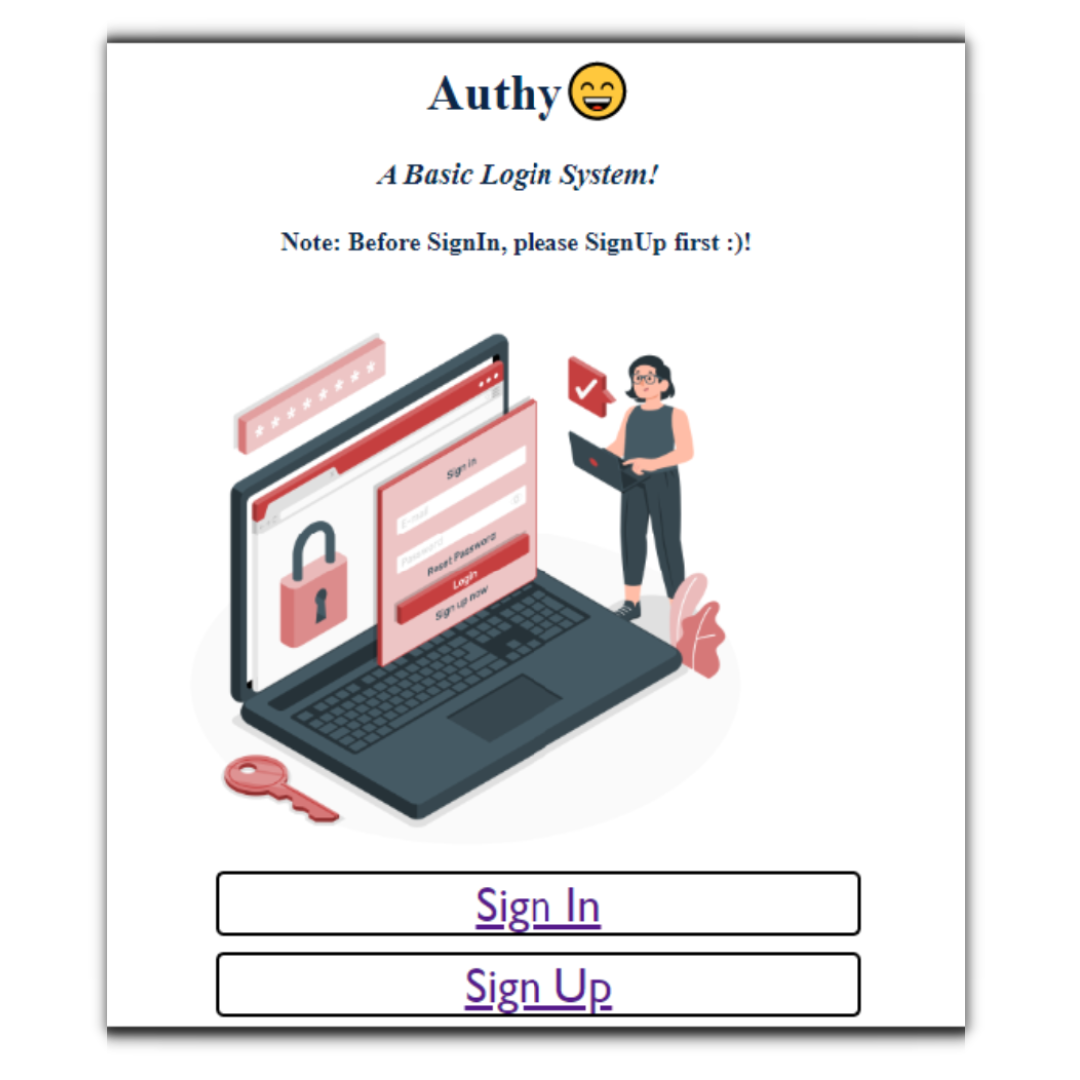 Authy😄
A Basic Login System!
Note: Before SignIn, please SignUp first :)!
* * * * * * * *
Sign in
E-mail
Password
Reset Password
Login
Sign up now
Sign In
Sign Up